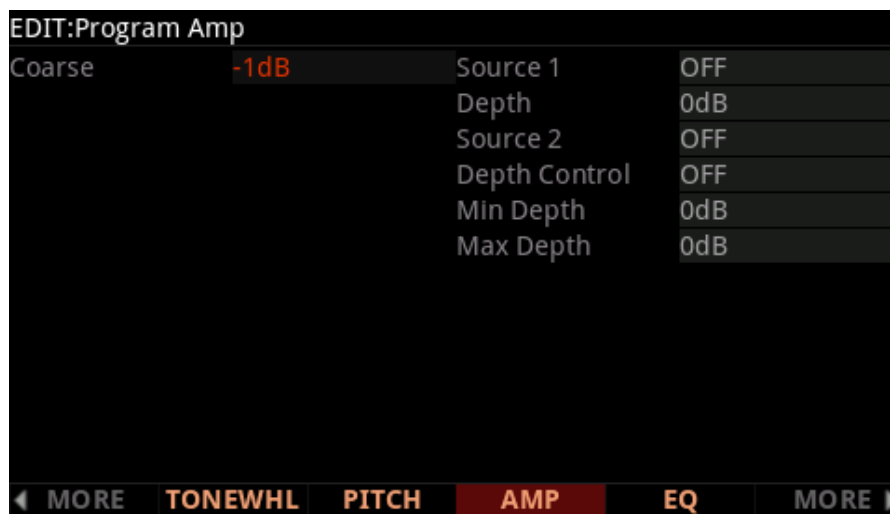 EDIT:Program Amp
Coarse -1dB Source 1 OFF
Depth 0dB
Source 2 OFF
Depth Control OFF
Min Depth 0dB
Max Depth 0dB
MORE TONEWHL PITCH AMP EQ MORE